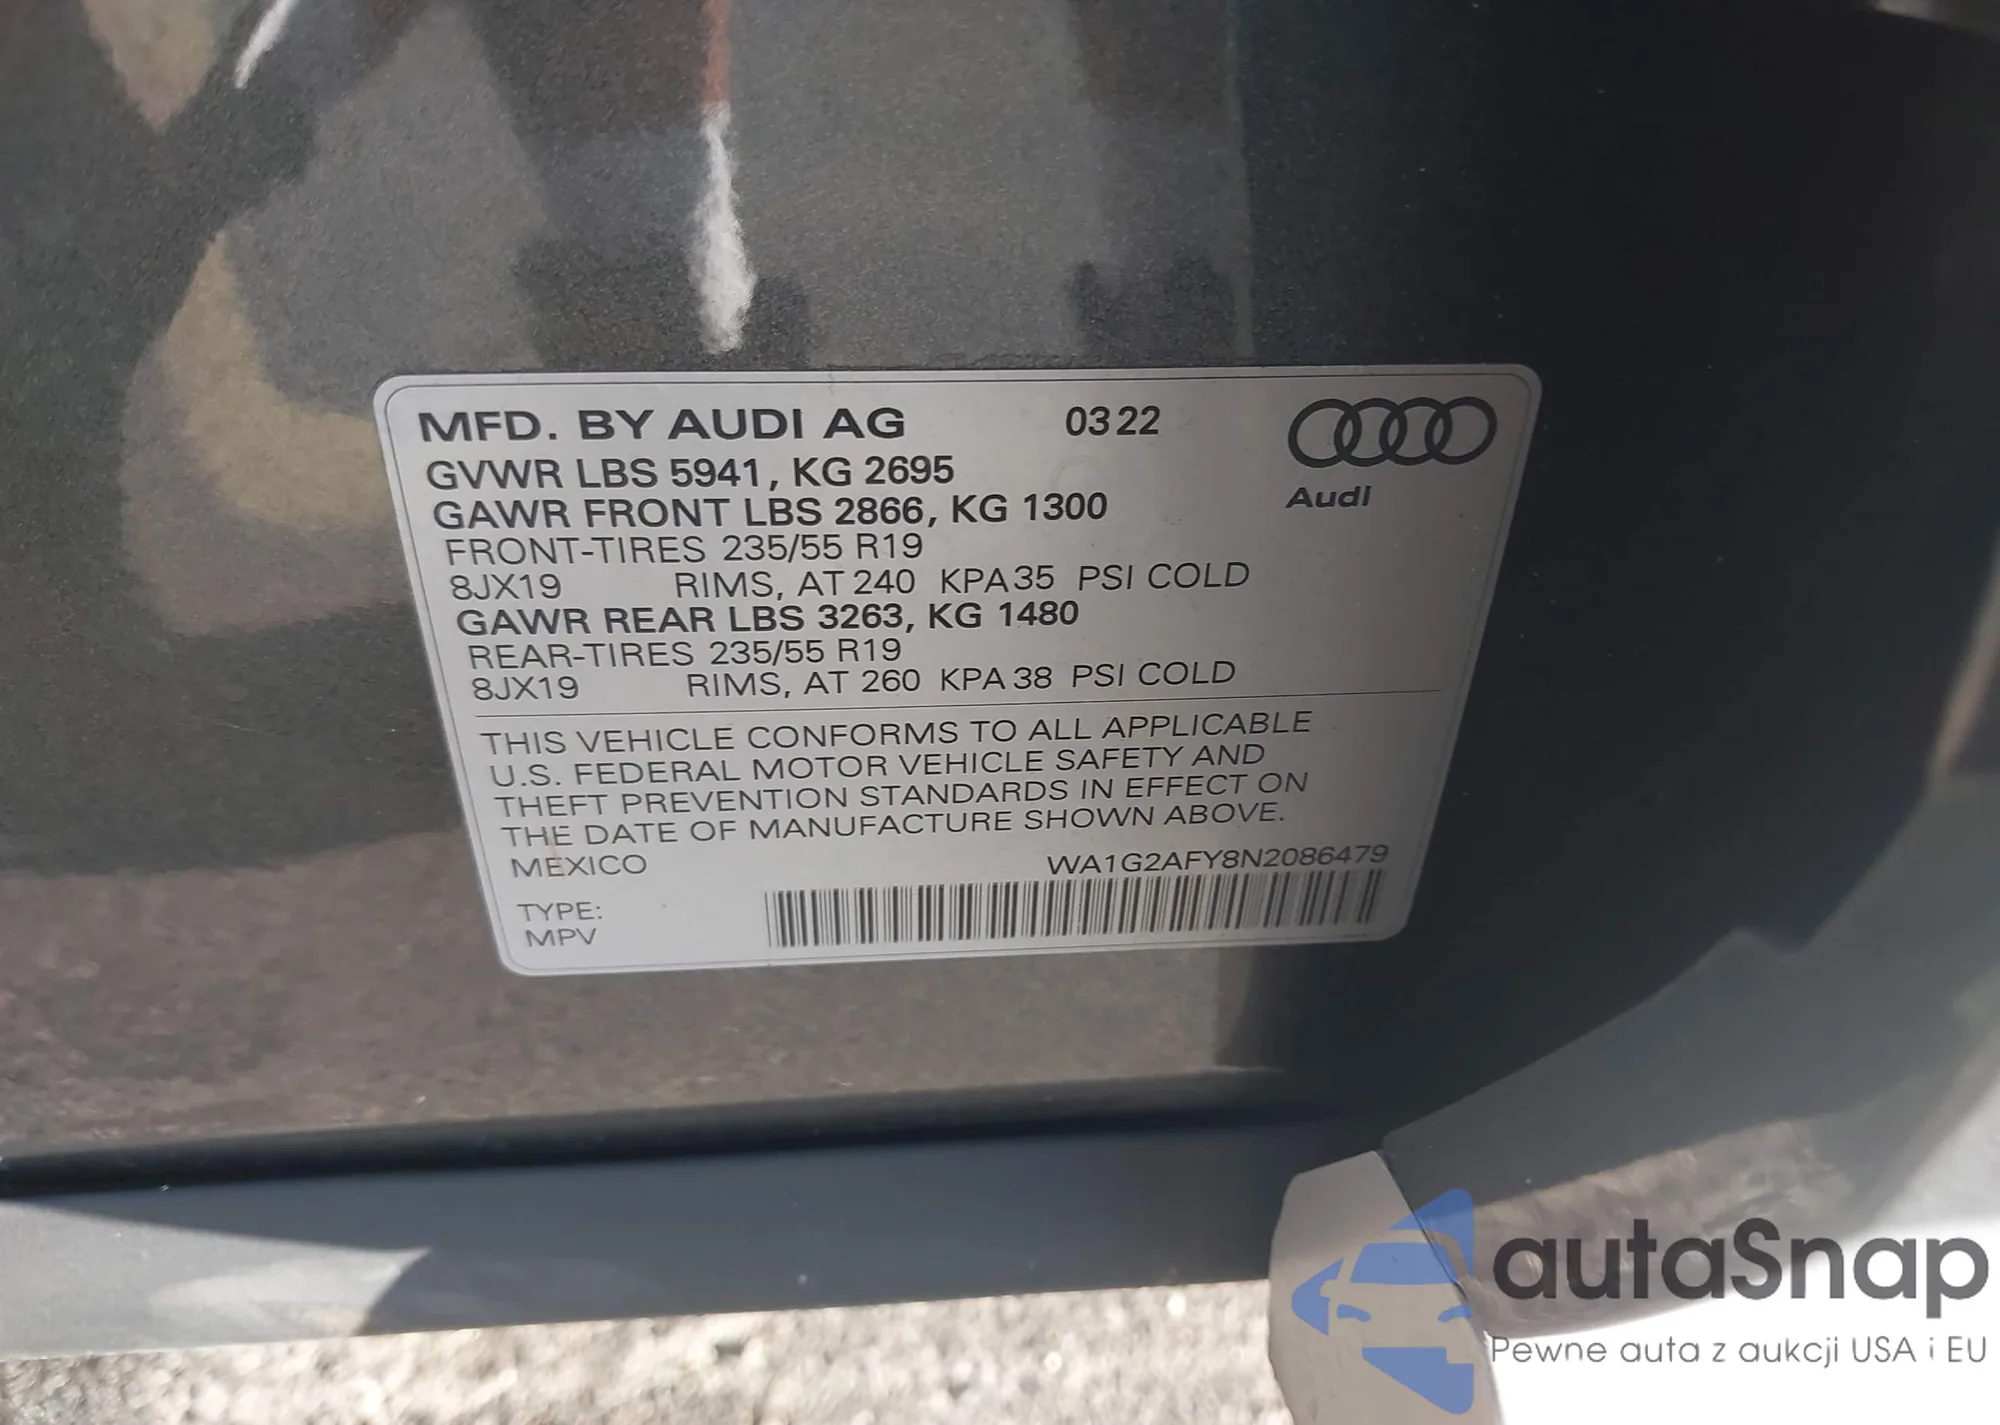 MFD. BY AUDI AG 03 22
GVWR LBS 5941, KG 2695
GAWR FRONT LBS 2866, KG 1300
FRONT-TIRES 235/55 R19
8JX19 RIMS, AT 240 KPA 35 PSI COLD
GAWR REAR LBS 3263, KG 1480
REAR-TIRES 235/55 R19
8JX19 RIMS, AT 260 KPA 38 PSI COLD
Audi
THIS VEHICLE CONFORMS TO ALL APPLICABLE
U.S. FEDERAL MOTOR VEHICLE SAFETY AND
THEFT PREVENTION STANDARDS IN EFFECT ON
THE DATE OF MANUFACTURE SHOWN ABOVE.
MEXICO WA1G2AFY8N2086479
TYPE:
MPV
autaSnap
Pewne auta z aukcji USA i EU